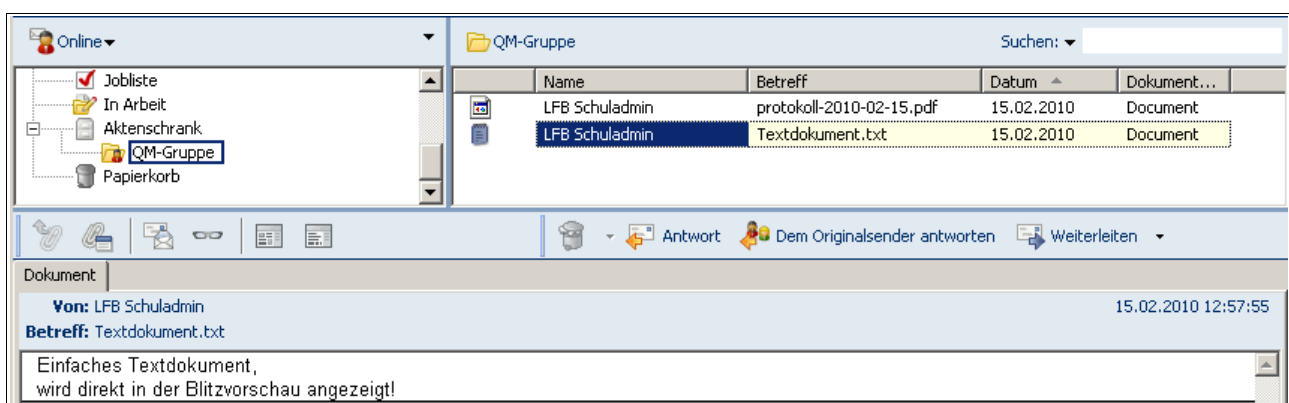 Online
QM-Gruppe Suchen:
Jobliste
In Arbeit
Aktenschrank
QM-Gruppe
Papierkorb
Name Betreff Datum Dokument...
LFB Schuladmin protokoll-2010-02-15.pdf 15.02.2010 Document
LFB Schuladmin Textdokument.txt 15.02.2010 Document
Antwort Dem Originalsender antworten Weiterleiten
Dokument
Von: LFB Schuladmin 15.02.2010 12:57:55
Betreff: Textdokument.txt
Einfaches Textdokument,
wird direkt in der Blitzvorschau angezeigt!